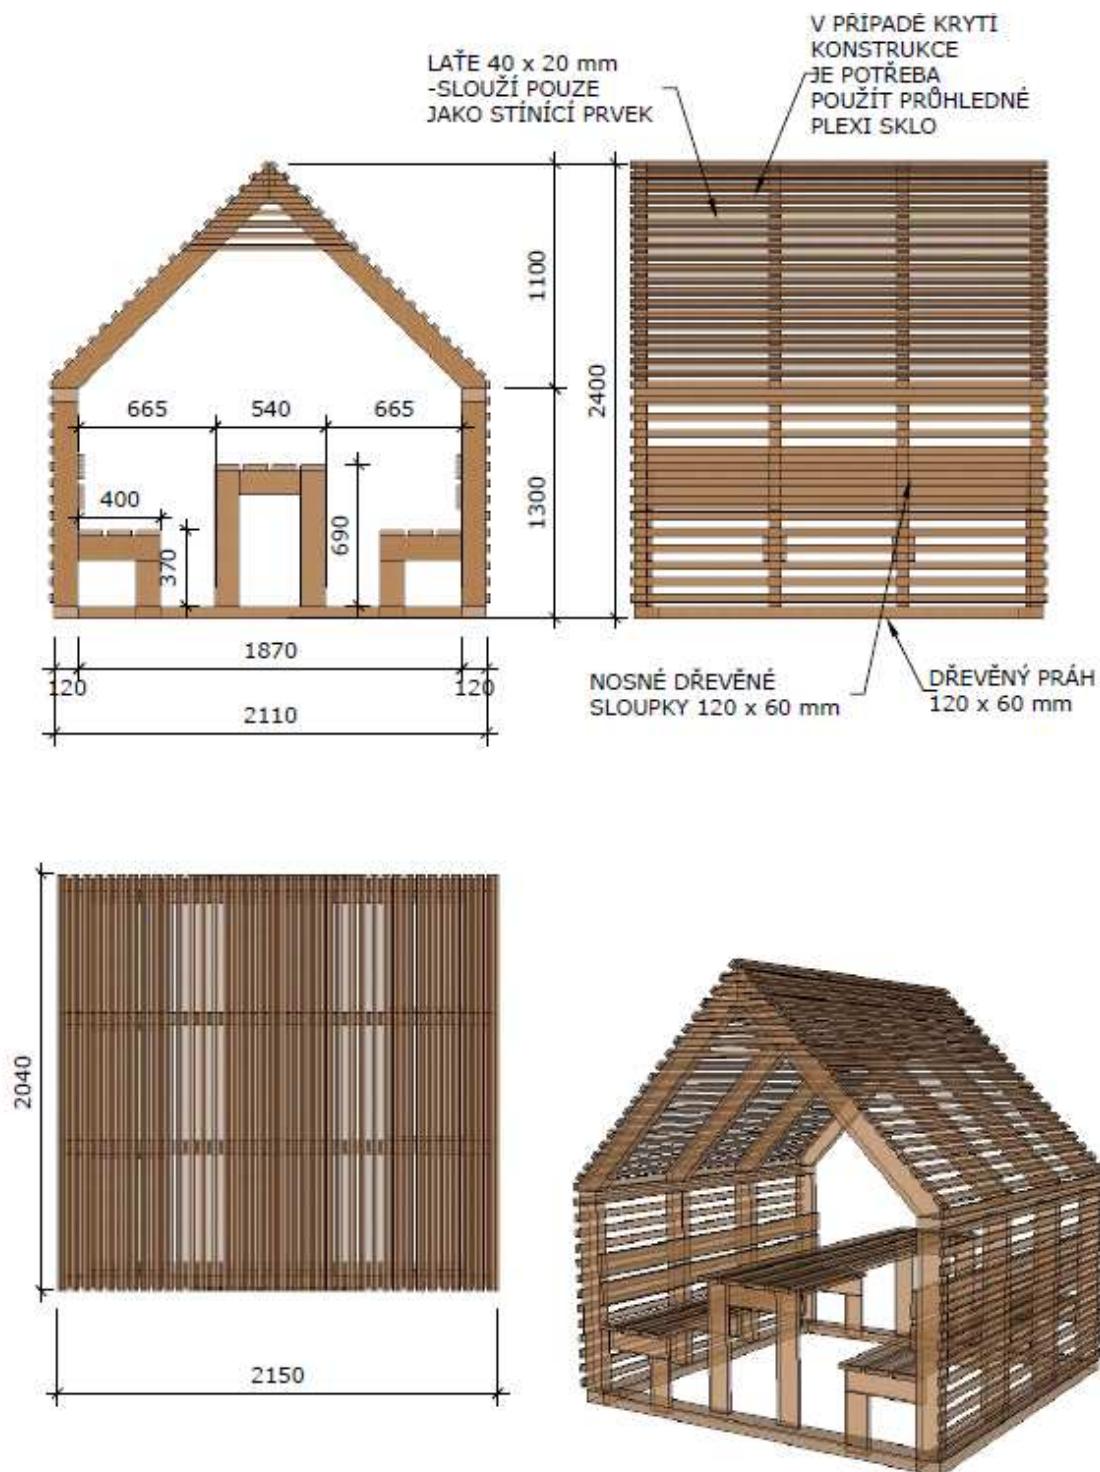 V PŘÍPADĚ KRYTÍ
KONSTRUKCE
JE POTŘEBA
POUŽÍT PRŮHLEDNÉ
PLEXI SKLO
LAŤE 40 x 20 mm
-SLOUŽÍ POUZE
JAKO STÍNÍCÍ PRVEK
1100
2400
1300
665
540
665
400
370
690
1870
120
120
2110
NOSNÉ DŘEVĚNÉ
SLOUPKY 120 x 60 mm
DŘEVĚNÝ PRÁH
120 x 60 mm
2040
2150